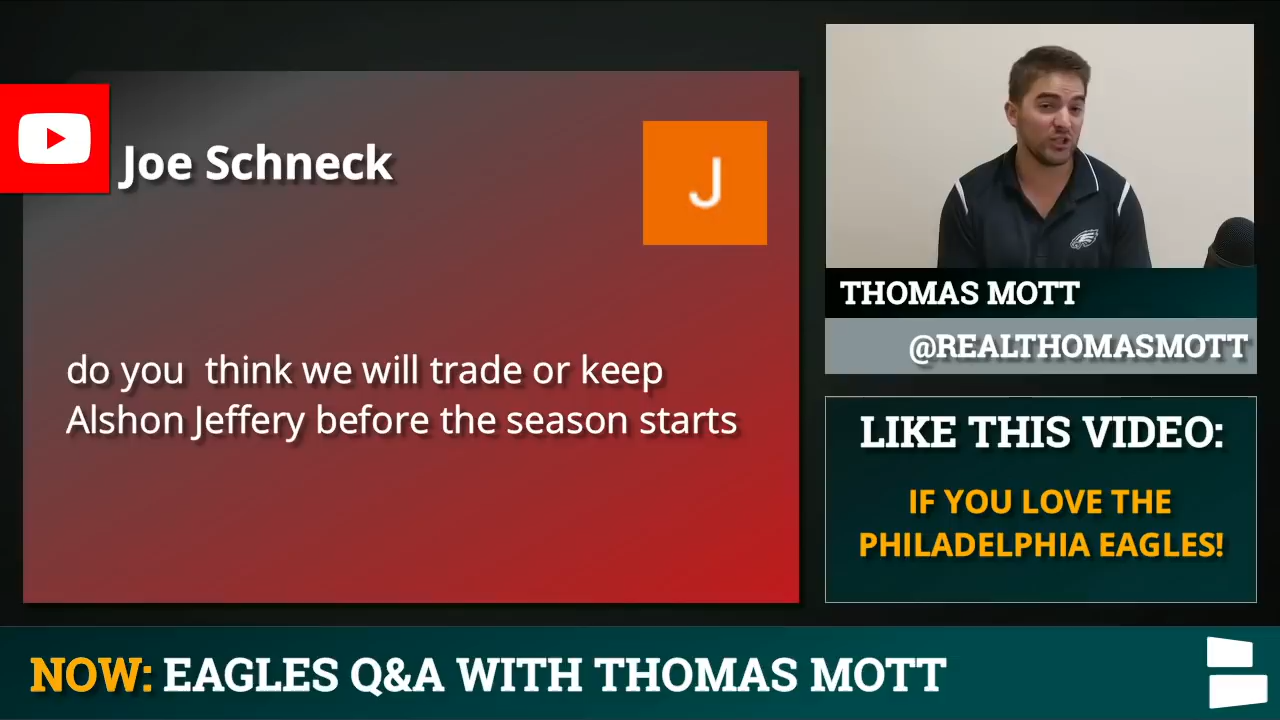 Joe Schneck
J
do you  think we will trade or keep
Alshon Jeffery before the season starts
THOMAS MOTT
@REALTHOMASMOTT
LIKE THIS VIDEO:
IF YOU LOVE THE
PHILADELPHIA EAGLES!
NOW: EAGLES Q&A WITH THOMAS MOTT